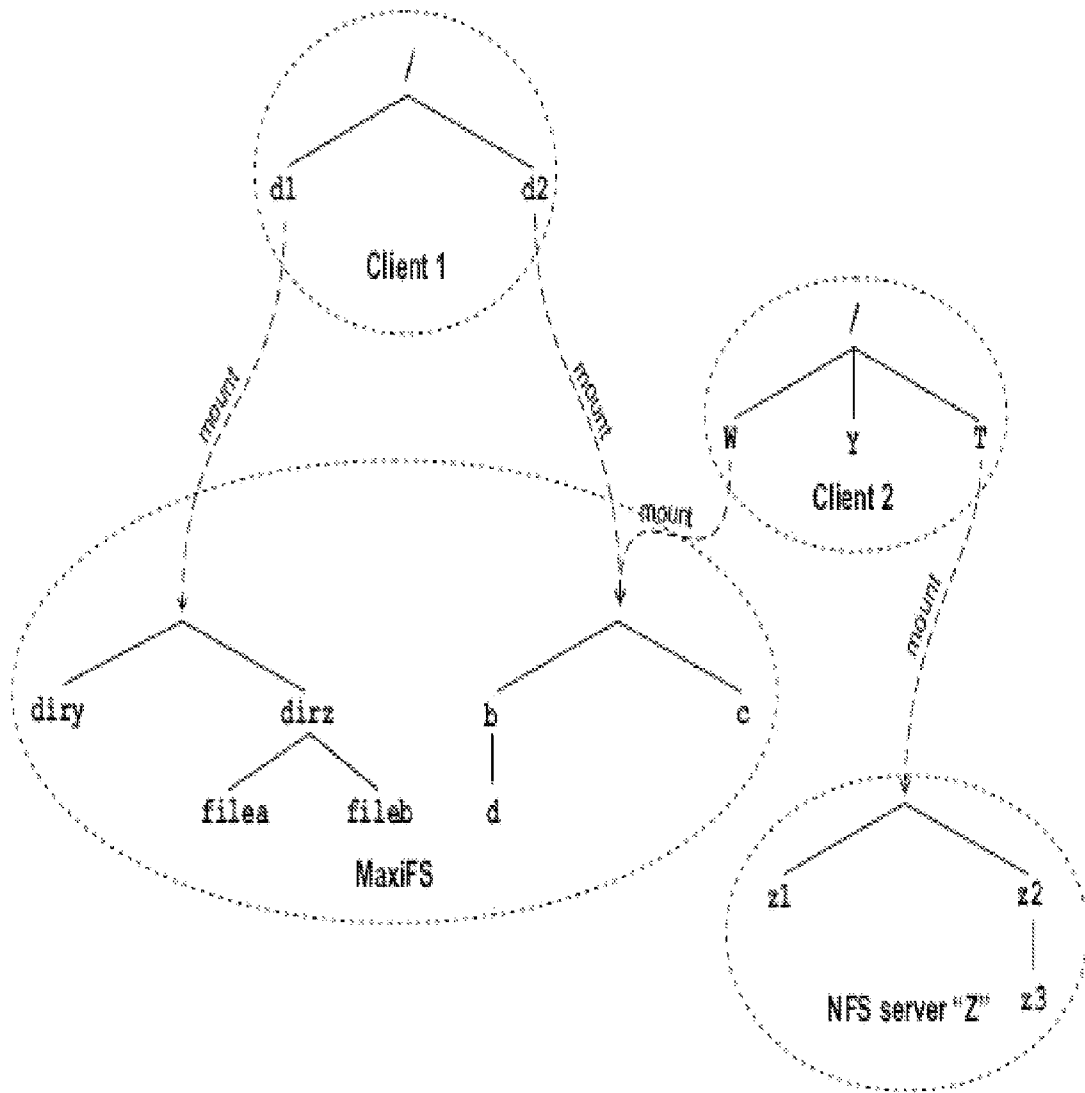 /
d1 d2
Client 1
/
mount mount
W Y T
Client 2
mount
mount
diry dirz b c
filea fileb d
MaxiFS
z1 z2
NFS server "Z" z3